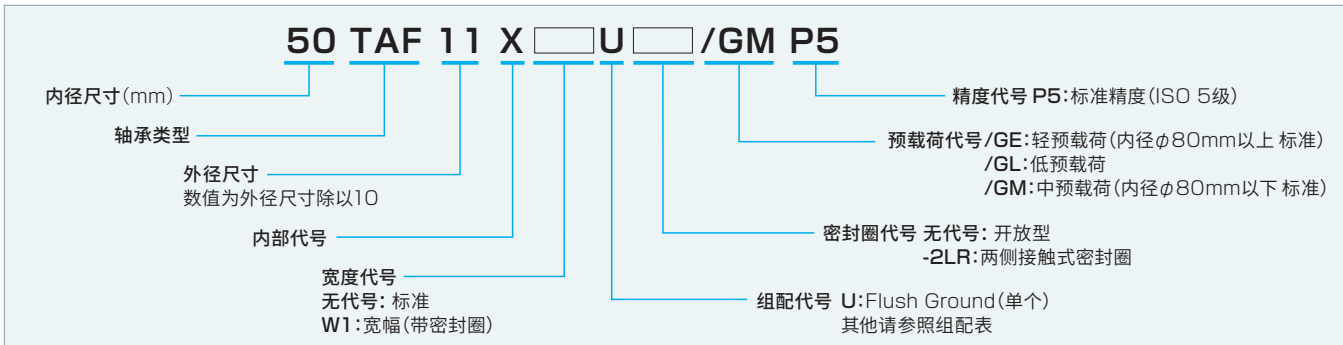 50 TAF 11 X U /GM P5
内径尺寸(mm)
精度代号 P5:标准精度(ISO 5级)
轴承类型
预载荷代号/GE:轻预载荷(内径φ80mm以上 标准)
/GL:低预载荷
/GM:中预载荷(内径φ80mm以下 标准)
外径尺寸
数值为外径尺寸除以10
内部代号
密封圈代号 无代号: 开放型
-2LR:两侧接触式密封圈
宽度代号
无代号: 标准
W1:宽幅(带密封圈)
组配代号 U:Flush Ground(单个)
其他请参照组配表